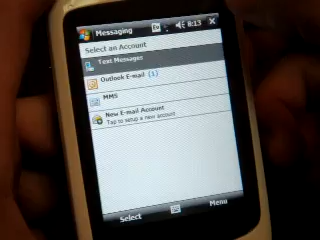 Messaging 8:13
Select an Account
Text Messages
Outlook E-mail (1)
MMS
New E-mail Account
Tap to setup a new account
Select Menu